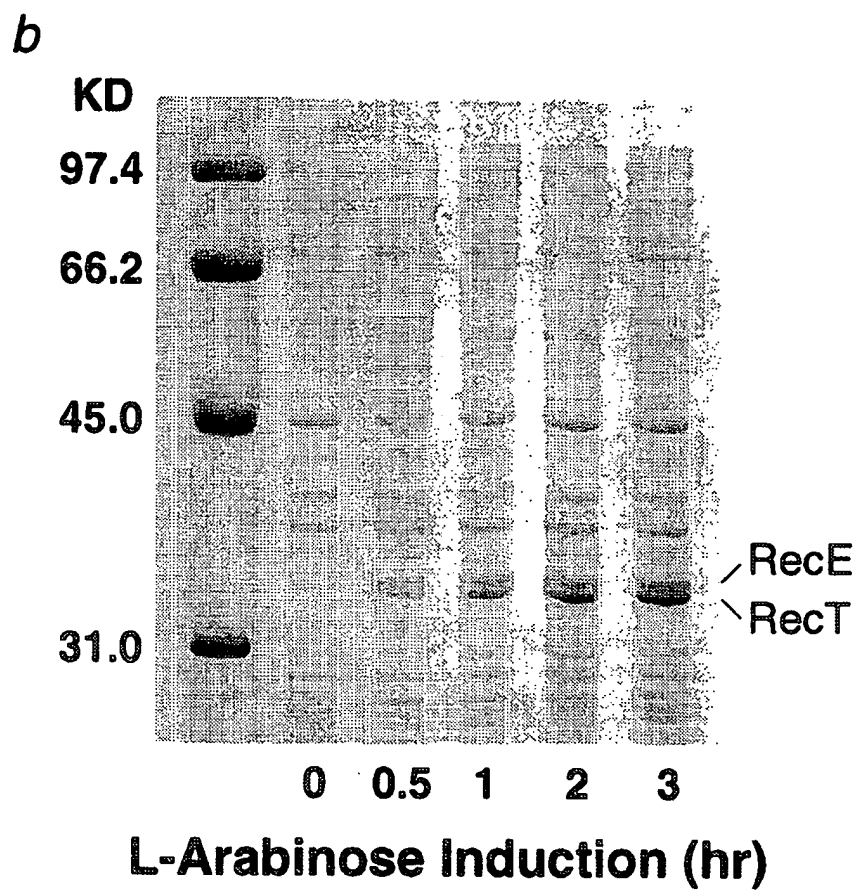 b
KD
97.4
66.2
45.0
31.0
RecE
RecT
0 0.5 1 2 3
L-Arabinose Induction (hr)